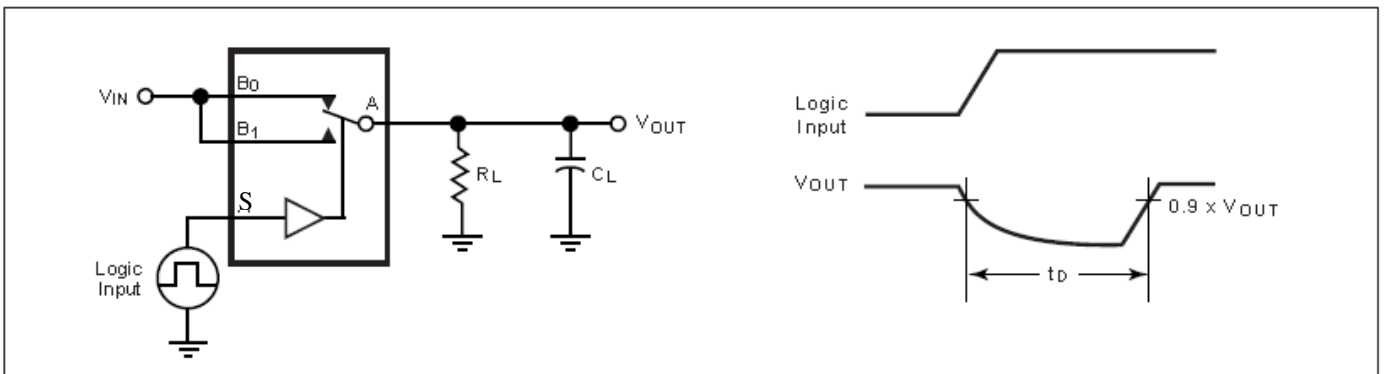 VIN
B0
B1
A
S
Logic
Input
RL
CL
VOUT
Logic
Input
VOUT
0.9 x VOUT
tD